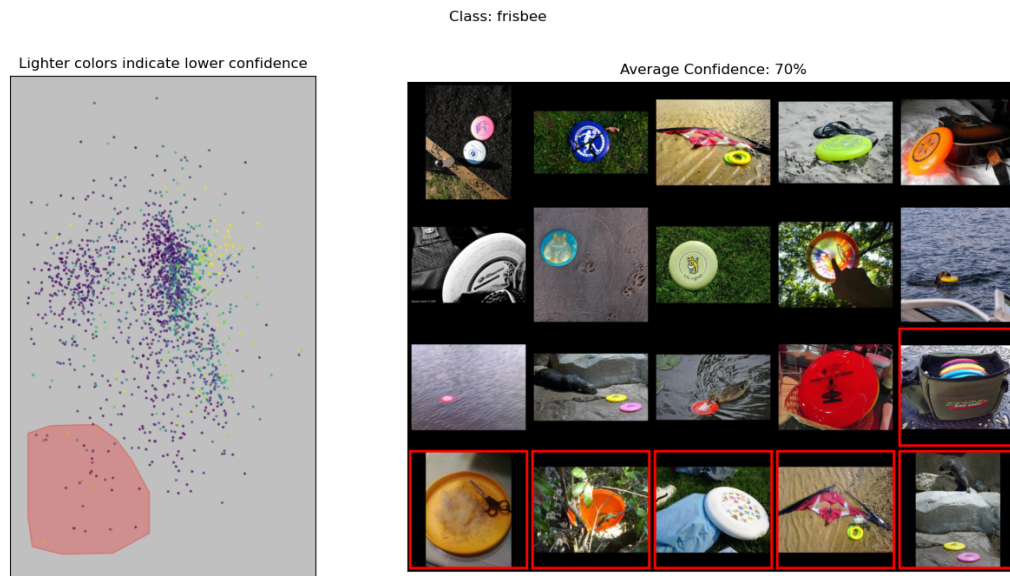 Class: frisbee
Lighter colors indicate lower confidence
Average Confidence: 70%